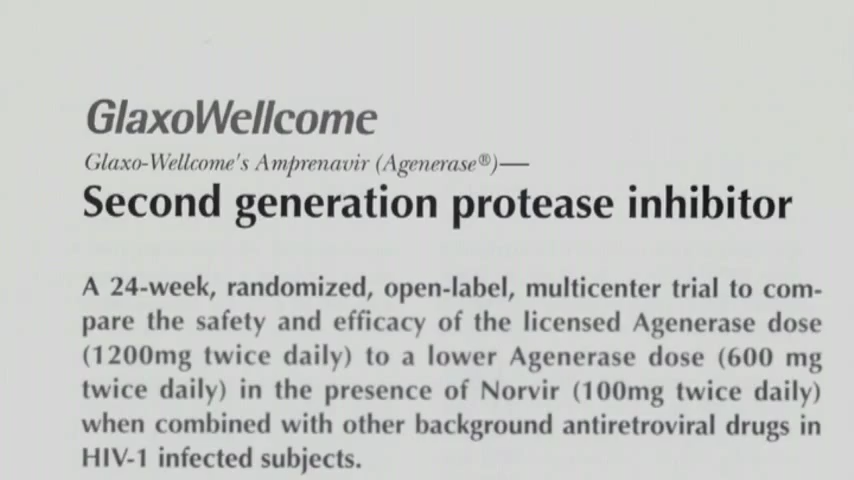 GlaxoWellcome
Glaxo-Wellcome's Amprenavir (Agenerase®)—
Second generation protease inhibitor
A 24-week, randomized, open-label, multicenter trial to com-
pare the safety and efficacy of the licensed Agenerase dose
(1200mg twice daily) to a lower Agenerase dose (600 mg
twice daily) in the presence of Norvir (100mg twice daily)
when combined with other background antiretroviral drugs in
HIV-1 infected subjects.